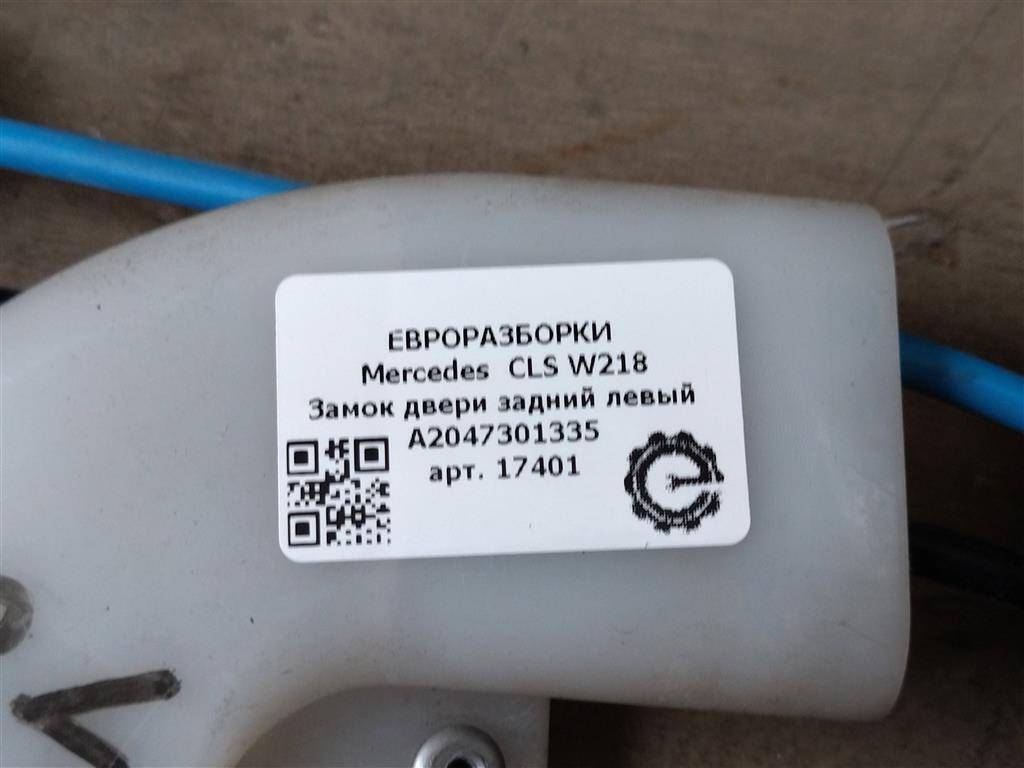 ЕВРОРАЗБОРКИ
Mercedes CLS W218
Замок двери задний левый
A2047301335
арт. 17401